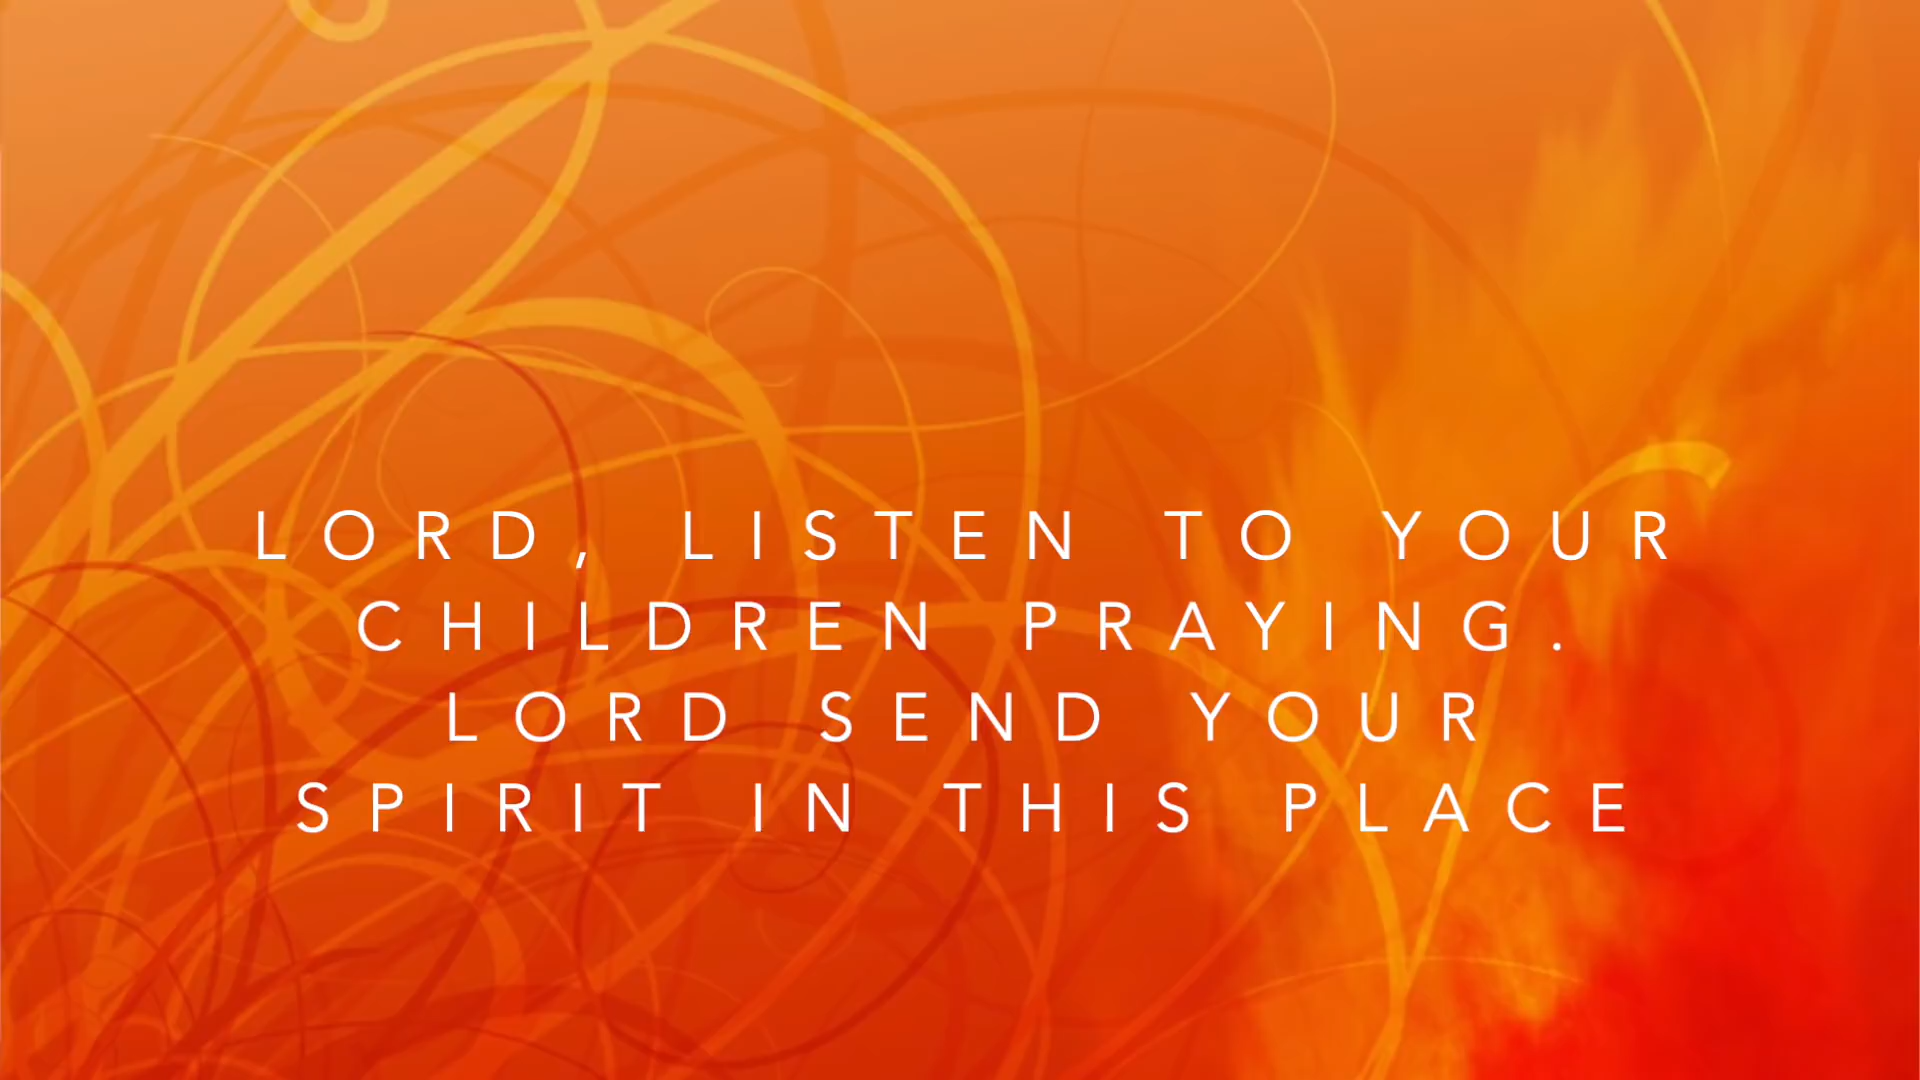 LORD, LISTEN TO YOUR
CHILDREN PRAYING.
LORD SEND YOUR
SPIRIT IN THIS PLACE